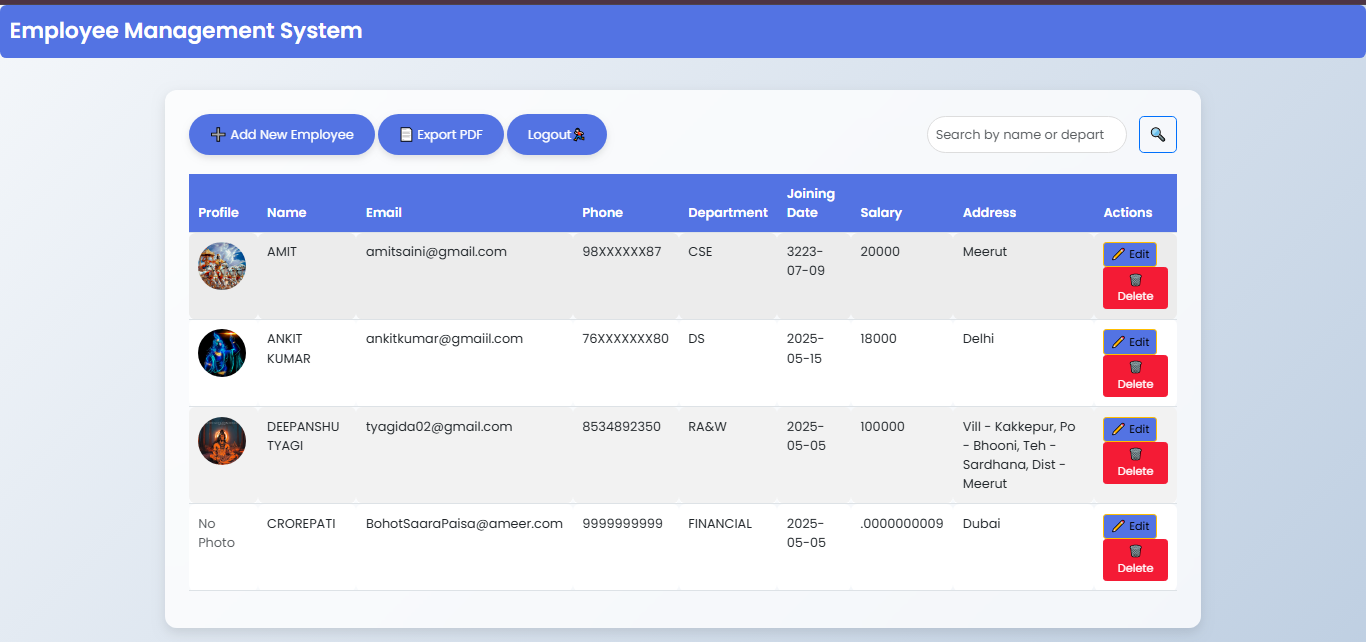 Employee Management System
➕ Add New Employee
📄 Export PDF
Logout🏃
Search by name or depart
🔍
Profile Name Email Phone Department Joining Date Salary Address Actions
AMIT amitsaini@gmail.com 98XXXXXX87 CSE 3223-
07-09
20000 Meerut ✏️ Edit
🗑️
Delete
ANKIT
KUMAR
ankitkumar@gmaiil.com 76XXXXXXX80 DS 2025-
05-15
18000 Delhi ✏️ Edit
🗑️
Delete
DEEPANSHU
TYAGI
tyagida02@gmail.com 8534892350 RA&W 2025-
05-05
100000 Vill - Kakkepur, Po
- Bhooni, Teh -
Sardhana, Dist -
Meerut
✏️ Edit
🗑️
Delete
No
Photo
CROREPATI BohotSaaraPaisa@ameer.com 9999999999 FINANCIAL 2025-
05-05
.0000000009 Dubai ✏️ Edit
🗑️
Delete